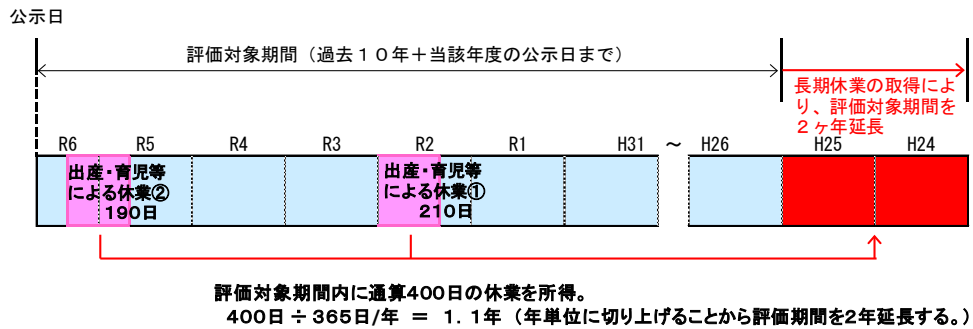 公示日
評価対象期間（過去１０年＋当該年度の公示日まで）
長期休業の取得によ
り、評価対象期間を
２ヶ年延長
R6 R5 R4 R3 R2 R1 H31 ～ H26 H25 H24
出産・育児等
による休業②
190日
出産・育児等
による休業①
210日
評価対象期間内に通算400日の休業を所得。
400日 ÷ 365日/年 ＝ 1.1年（年単位に切り上げることから評価期間を2年延長する。）